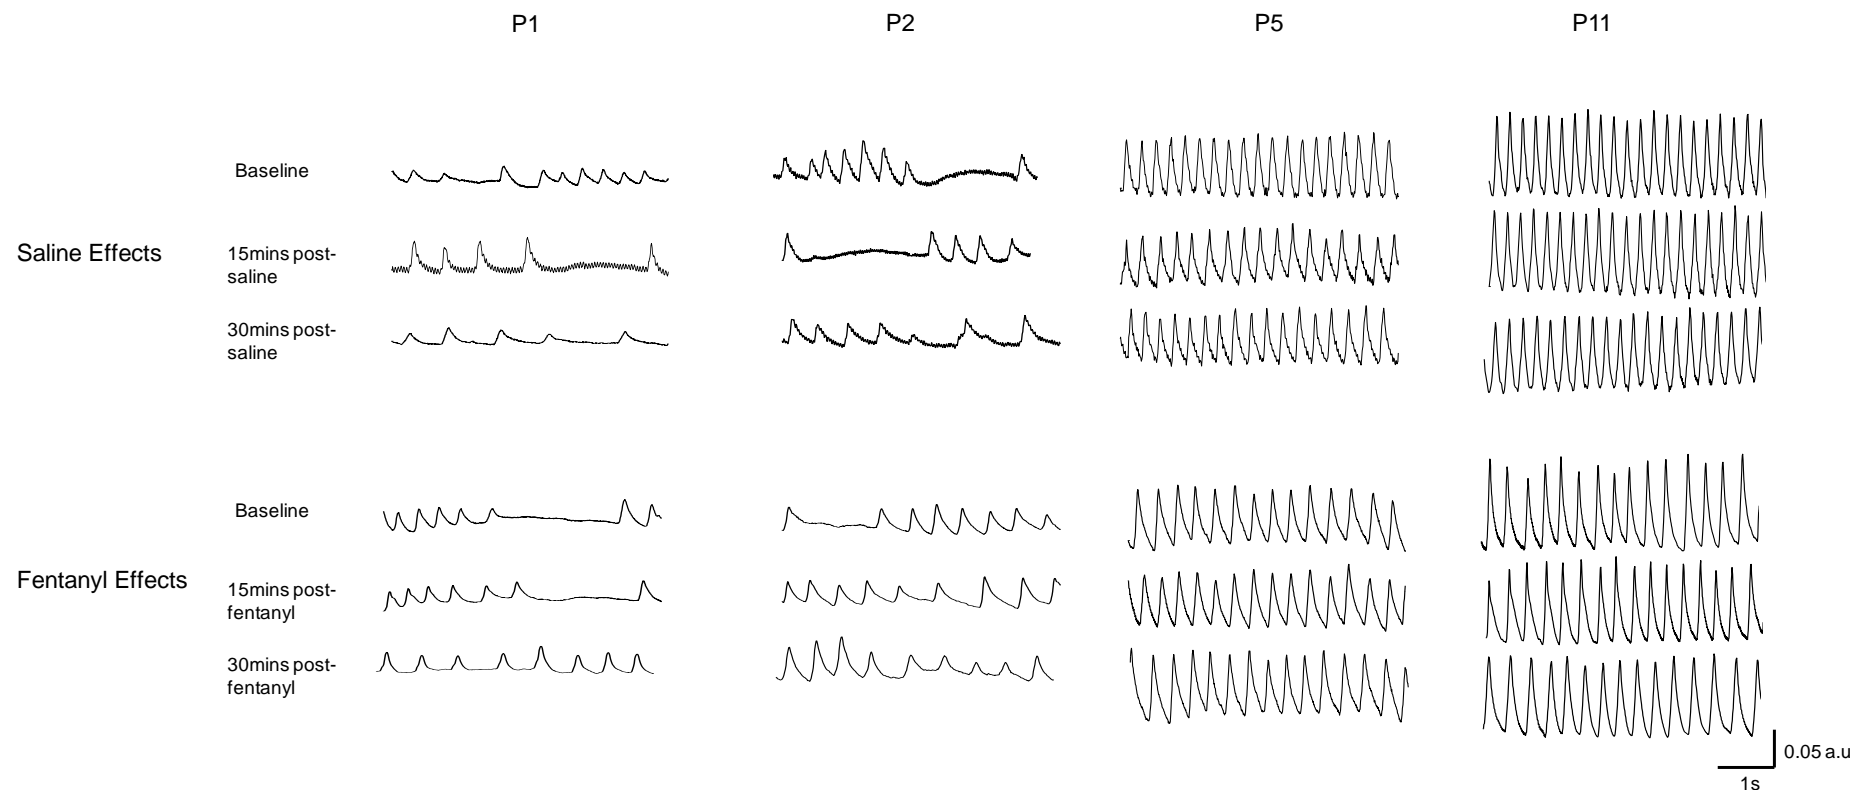 P1 P2 P5 P11
Baseline
Saline Effects
15mins post-
saline
30mins post-
saline
Baseline
Fentanyl Effects
15mins post-
fentanyl
30mins post-
fentanyl
0.05 a.u
1s